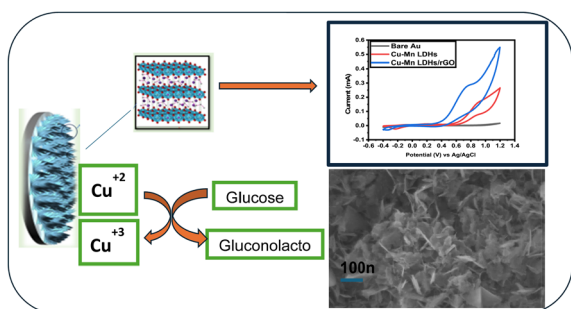 Bare Au
Cu-Mn LDHs
Cu-Mn LDHs/rGO
Current (mA)
0.6
0.5
0.4
0.3
0.2
0.1
0.0
-0.6 -0.4 -0.2 0.0 0.2 0.4 0.6 0.8 1.0 1.2 1.4
Potential (V) vs Ag/AgCl
Cu+2
Glucose
Cu+3
Gluconolacto
100n